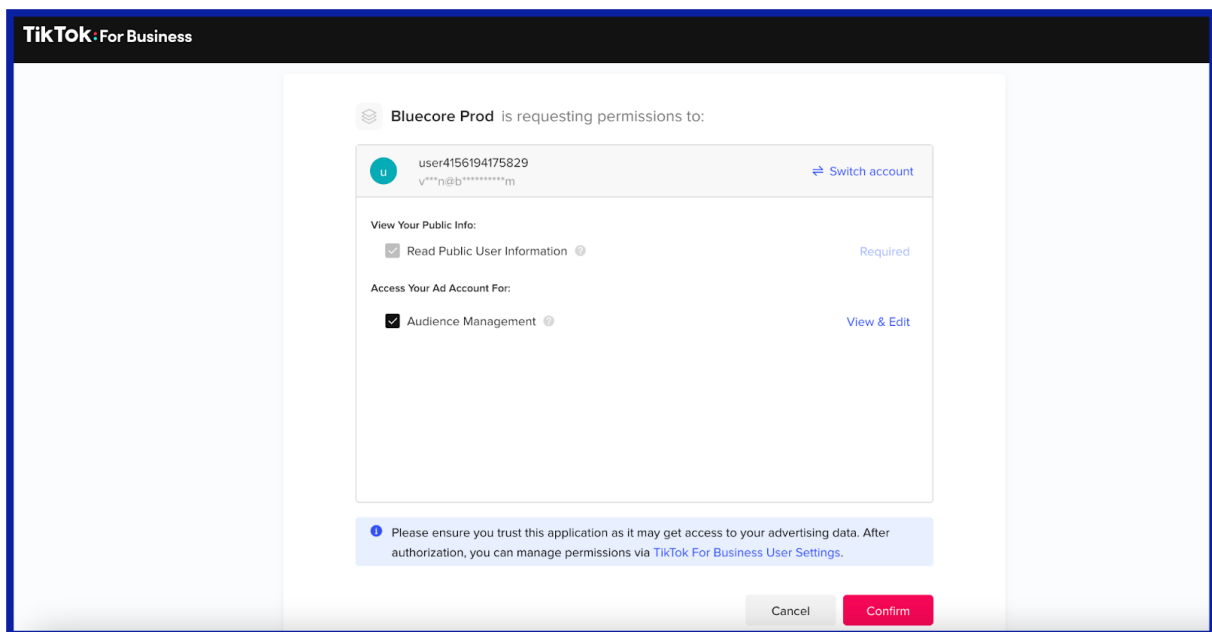 TikTok: For Business
Bluecore Prod is requesting permissions to:
u
user4156194175829
v***n@b**********m
Switch account
View Your Public Info:
Read Public User Information ?
Required
Access Your Ad Account For:
Audience Management ?
View & Edit
Please ensure you trust this application as it may get access to your advertising data. After
authorization, you can manage permissions via TikTok For Business User Settings.
Cancel
Confirm